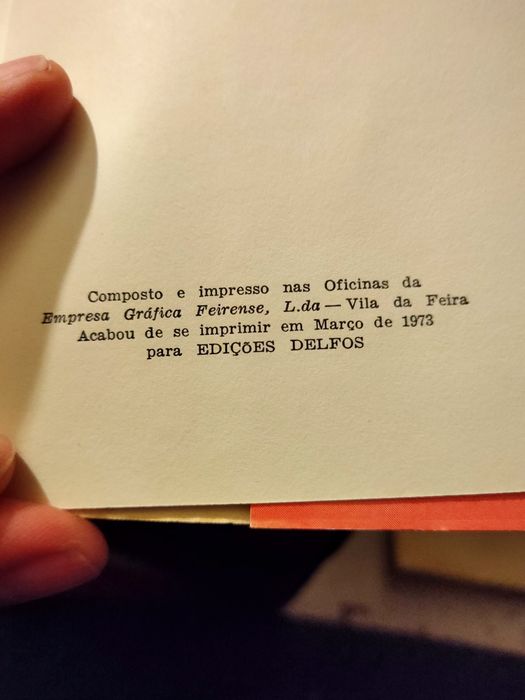 Composto e impresso nas Oficinas da
Empresa Gráfica Feirense, L.da — Vila da Feira
Acabou de se imprimir em Março de 1973
para EDIÇÕES DELFOS